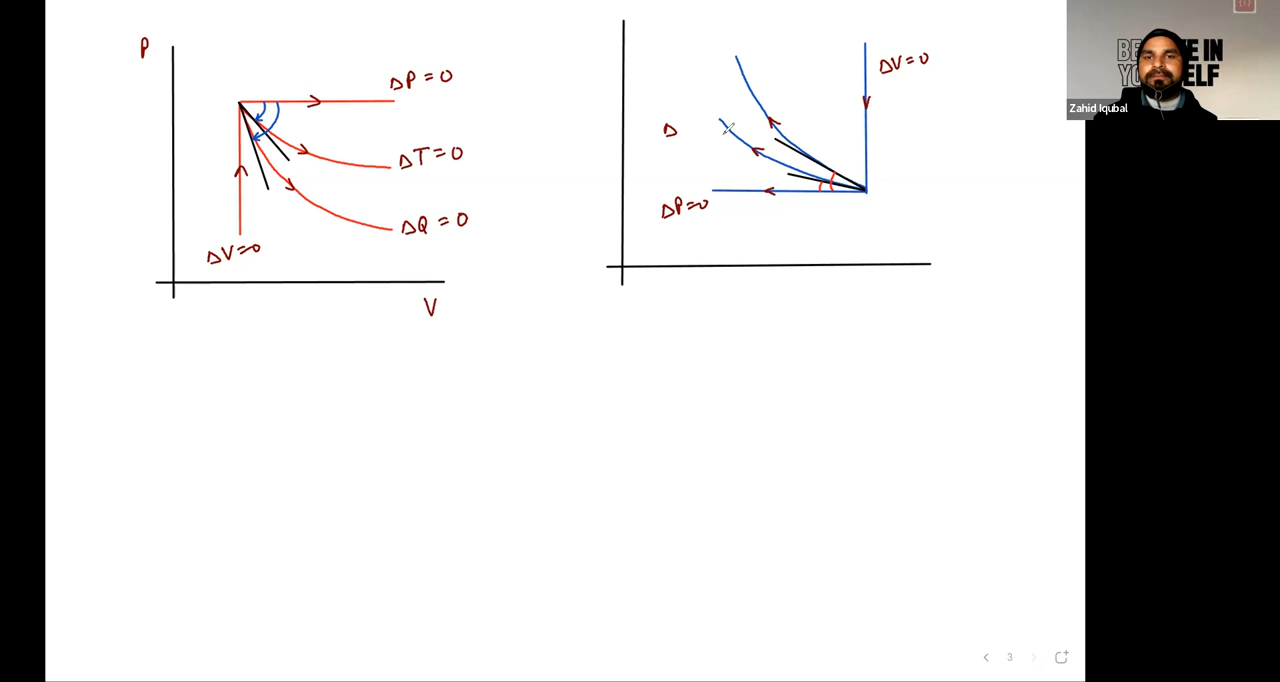 P
ΔP = 0
ΔT = 0
ΔQ = 0
ΔV = 0
V
ΔV = 0
Δ
ΔP = 0
Zahid Iqubal
3